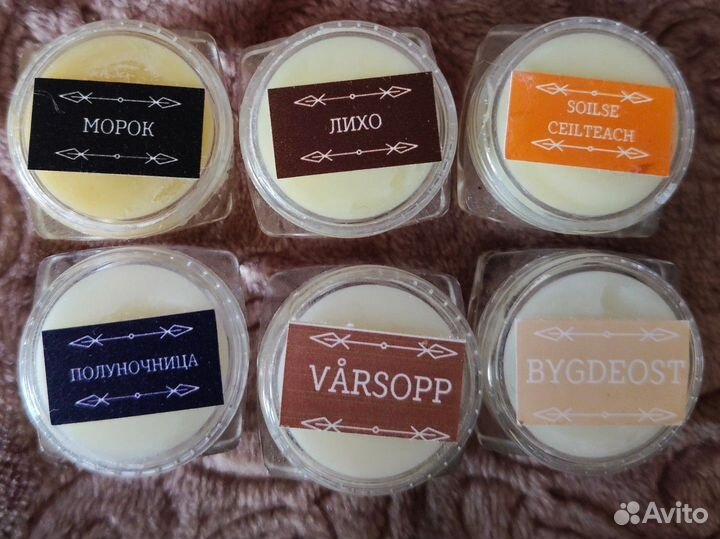 МОРОК
ЛИХО
SOILSE
CEILTEACH
ПОЛУНОЧНИЦА
VÅRSOPP
BYGDEOST
Avito